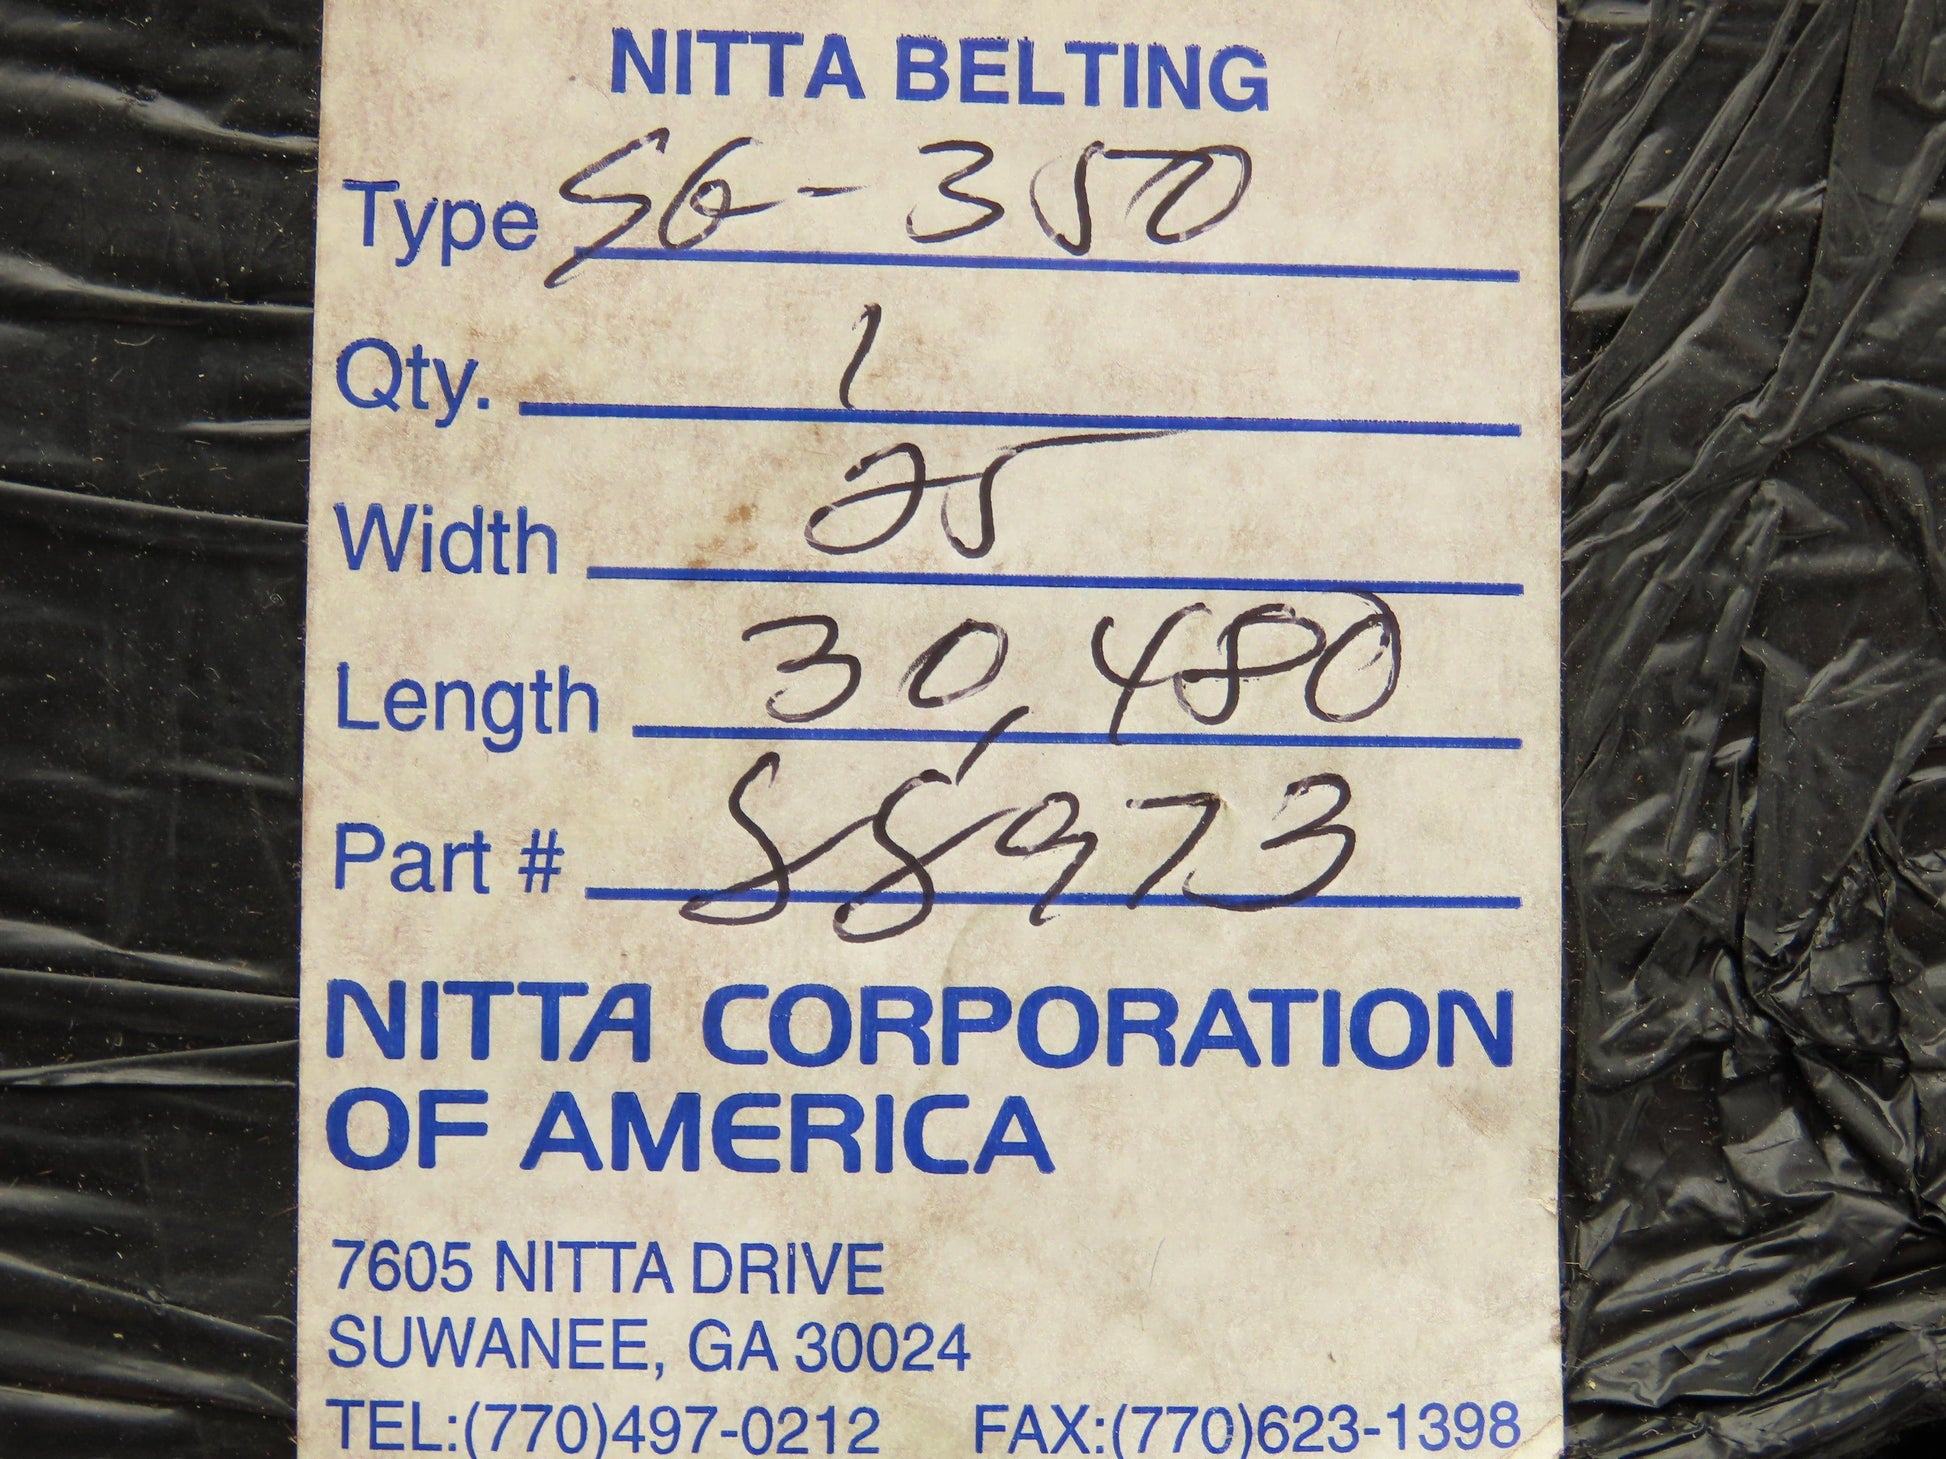 NITTA BELTING
Type SG-350
Qty. 1
Width 25
Length 30,480
Part # 88973
NITTA CORPORATION
OF AMERICA
7605 NITTA DRIVE
SUWANEE, GA 30024
TEL:(770)497-0212 FAX:(770)623-1398